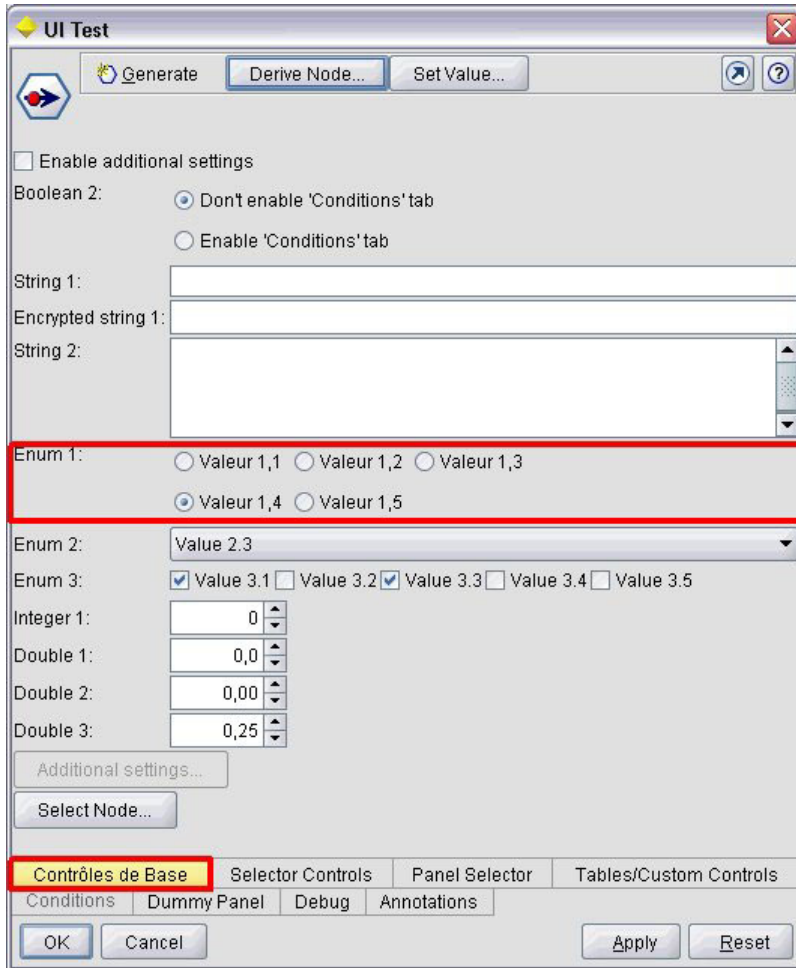 UI Test
Generate Derive Node... Set Value...
Enable additional settings
Boolean 2: Don't enable 'Conditions' tab
Enable 'Conditions' tab
String 1:
Encrypted string 1:
String 2:
Enum 1: Valeur 1,1 Valeur 1,2 Valeur 1,3
Valeur 1,4 Valeur 1,5
Enum 2: Value 2.3
Enum 3: Value 3.1 Value 3.2 Value 3.3 Value 3.4 Value 3.5
Integer 1: 0
Double 1: 0,0
Double 2: 0,00
Double 3: 0,25
Additional settings...
Select Node...
Contrôles de Base Selector Controls Panel Selector Tables/Custom Controls
Conditions Dummy Panel Debug Annotations
OK Cancel Apply Reset